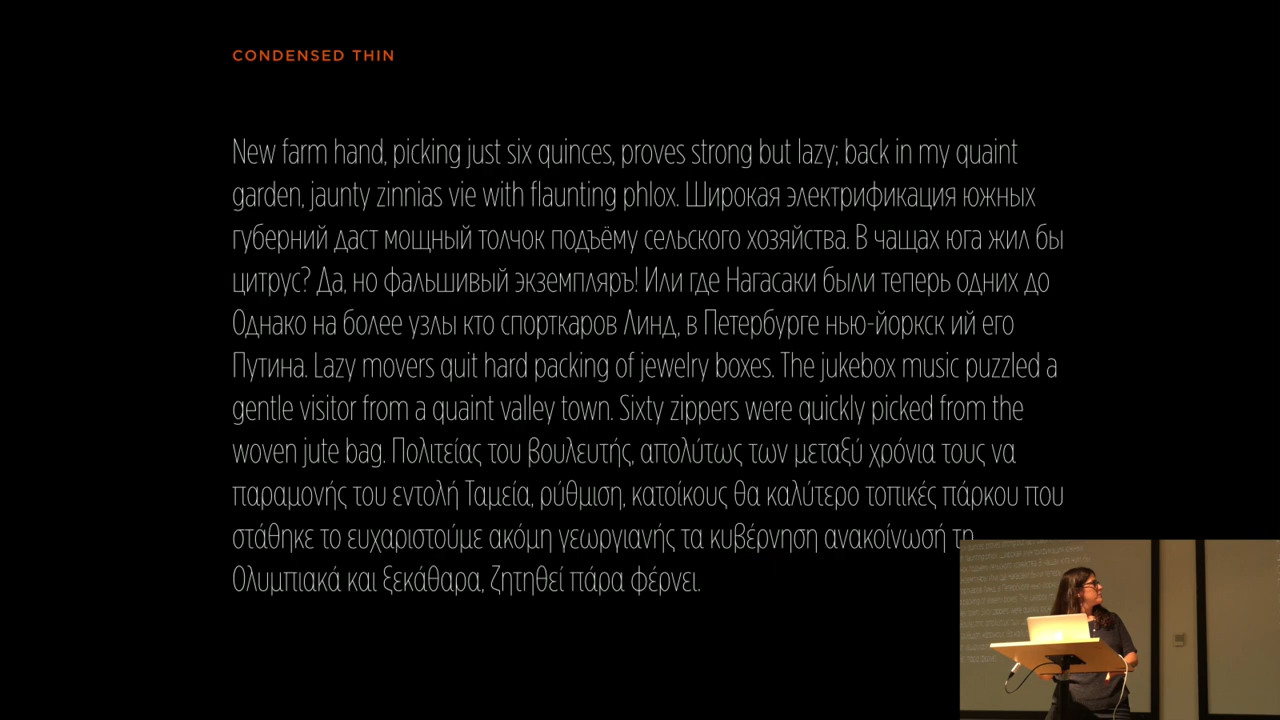 CONDENSED THIN
New farm hand, picking just six quinces, proves strong but lazy; back in my quaint
garden, jaunty zinnias vie with flaunting phlox. Широкая электрификация южных
губерний даст мощный толчок подъёму сельского хозяйства. В чащах юга жил бы
цитрус? Да, но фальшивый экземпляръ! Или где Нагасаки были теперь одних до
Однако на более узлы кто спорткаров Линд, в Петербурге нью-йоркск ий его
Путина. Lazy movers quit hard packing of jewelry boxes. The jukebox music puzzled a
gentle visitor from a quaint valley town. Sixty zippers were quickly picked from the
woven jute bag. Πολιτείας του βουλευτής, απολύτως των μεταξύ χρόνια τους να
παραμονής του εντολή Ταμεία, ρύθμιση, κατοίκους θα καλύτερο τοπικές πάρκου που
στάθηκε το ευχαριστούμε ακόμη γεωργιανής τα κυβέρνηση ανακοίνωσή τη
Ολυμπιακά και ξεκάθαρα, Ζητηθεί πάρα φέρνει.